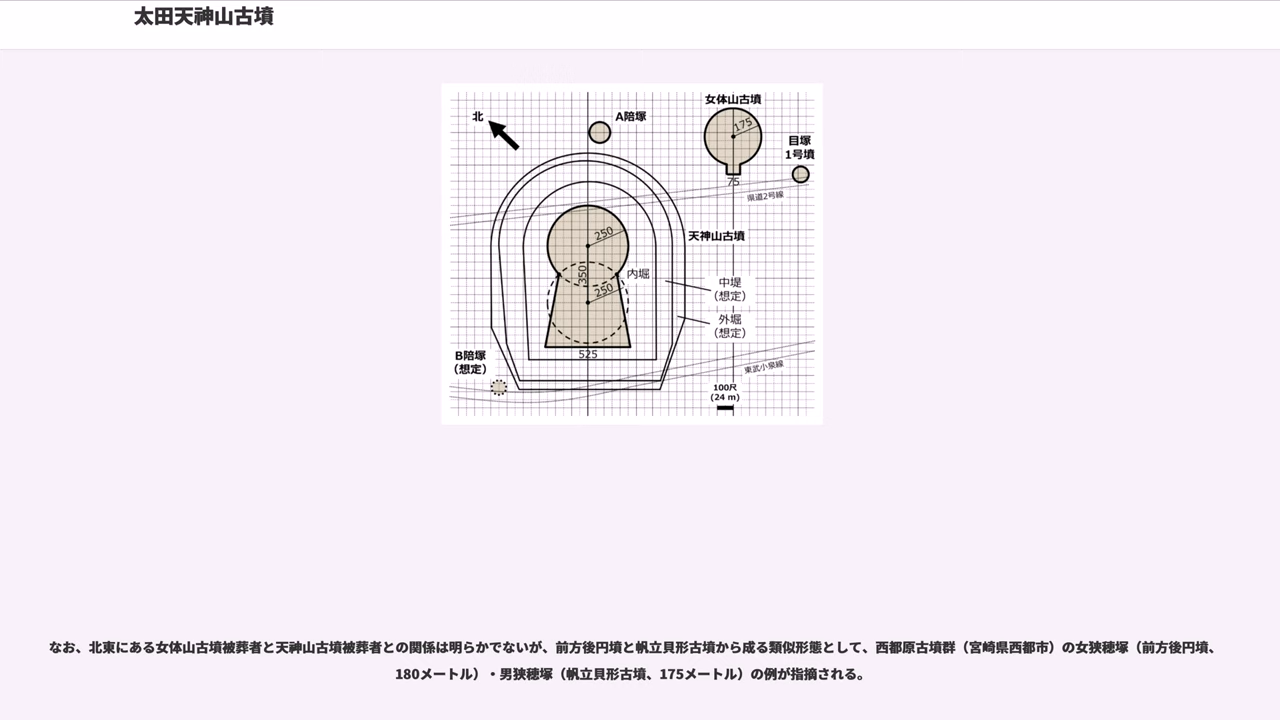 太田天神山古墳
北
A陪塚
女体山古墳
175
目塚
1号墳
75
県道2号線
250
天神山古墳
350
内堀
250
中堤
（想定）
外堀
（想定）
525
B陪塚
（想定）
東武小泉線
100尺
(24 m)
なお、北東にある女体山古墳被葬者と天神山古墳被葬者との関係は明らかでないが、前方後円墳と帆立貝形古墳から成る類似形態として、西都原古墳群（宮崎県西都市）の女狭穂塚（前方後円墳、
180メートル）・男狭穂塚（帆立貝形古墳、175メートル）の例が指摘される。